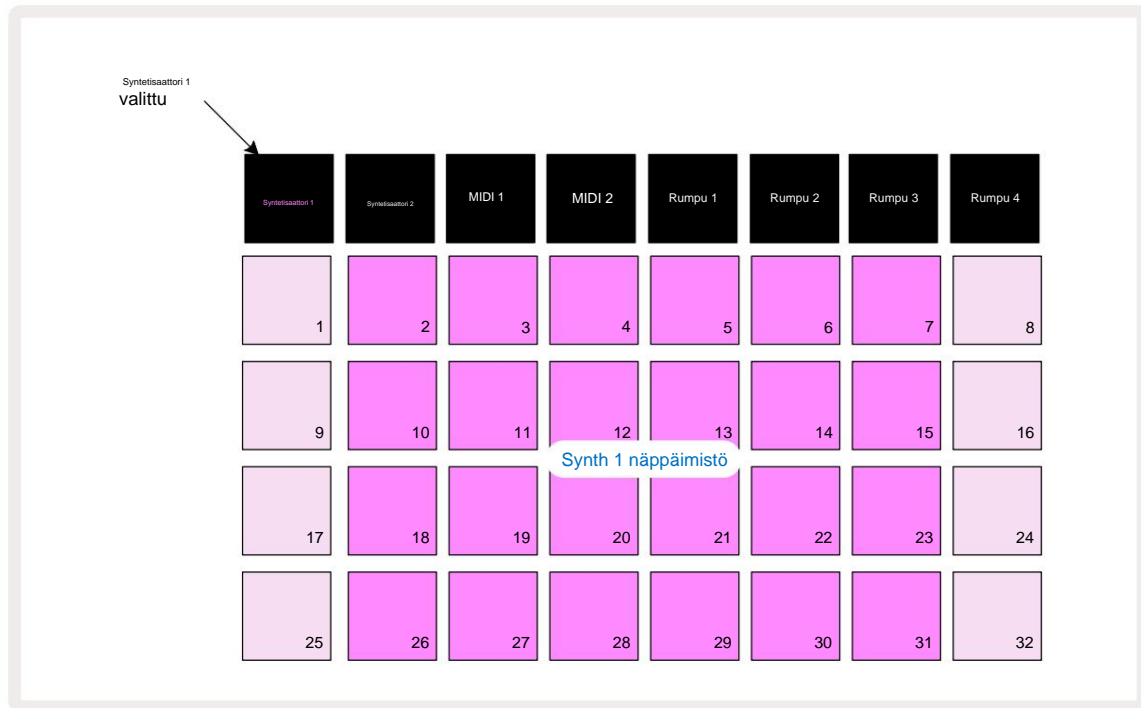 Syntetisaattori 1
valittu
Syntetisaattori 1 Syntetisaattori 2 MIDI 1 MIDI 2 Rumpu 1 Rumpu 2 Rumpu 3 Rumpu 4
1 2 3 4 5 6 7 8
9 10 11 12 13 14 15 16
Synth 1 näppäimistö
17 18 19 20 21 22 23 24
25 26 27 28 29 30 31 32